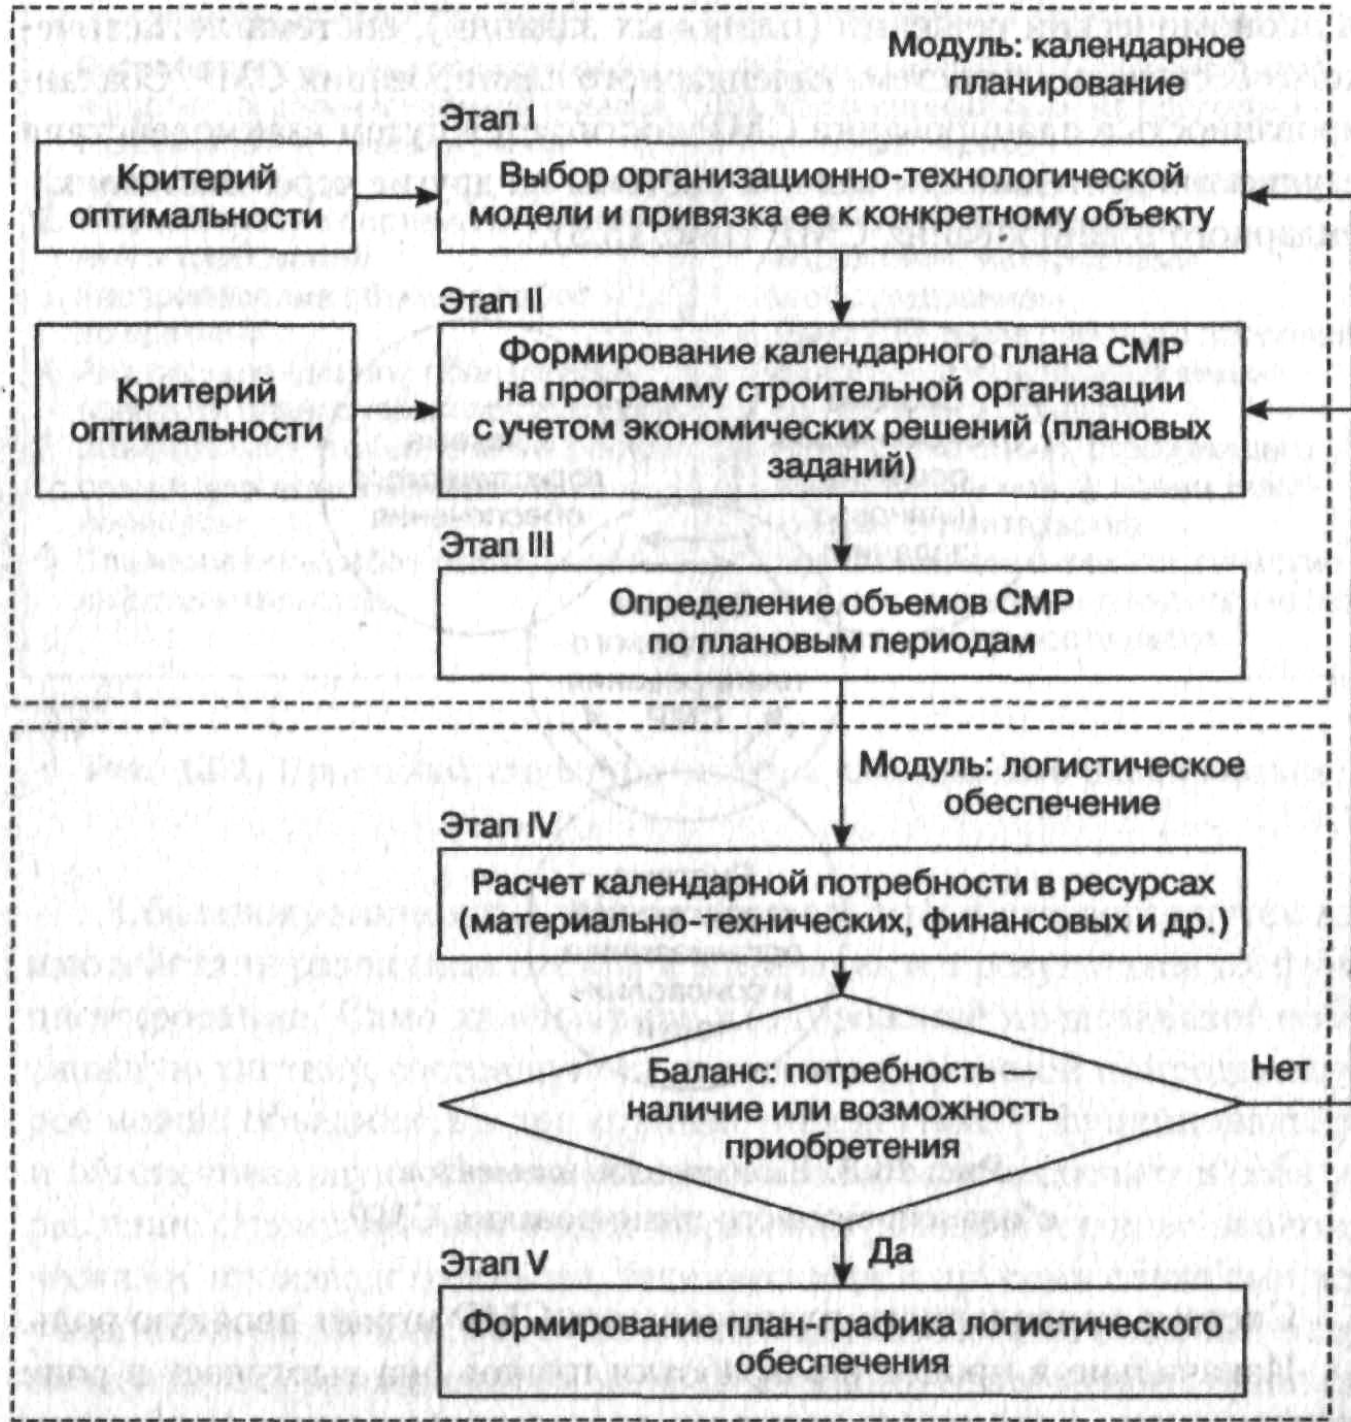 Модуль: календарное
планирование
Этап I
Критерий
оптимальности
Выбор организационно-технологической
модели и привязка ее к конкретному объекту
Этап II
Критерий
оптимальности
Формирование календарного плана СМР
на программу строительной организации
с учетом экономических решений (плановых
заданий)
Этап III
Определение объемов СМР
по плановым периодам
Модуль: логистическое
обеспечение
Этап IV
Расчет календарной потребности в ресурсах
(материально-технических, финансовых и др.)
Баланс: потребность –
наличие или возможность
приобретения
Нет
Да
Этап V
Формирование план-графика логистического
обеспечения